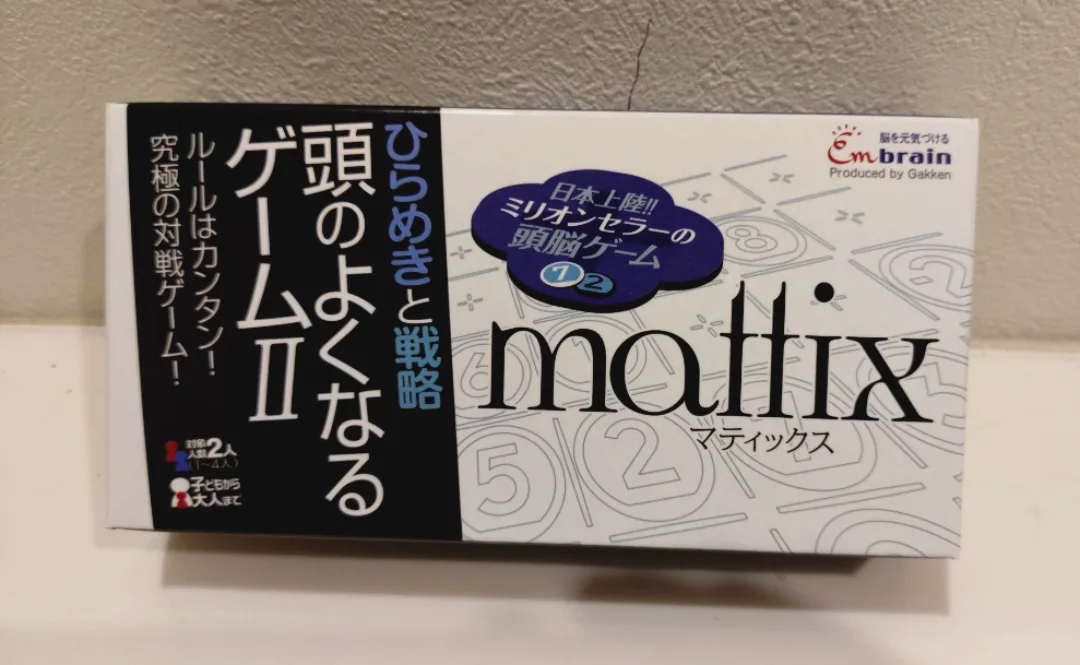 ひらめきと戦略
頭のよくなる
ゲームⅡ
ルールはカンタン!
究極の対戦ゲーム!
対象
人数2人
(1~4人)
子どもから
大人まで
脳を元気づける
Embrain
Produced by Gakken
日本上陸!!
ミリオンセラーの
頭脳ゲーム
7 2
mattix
マティックス
8
5
2
1